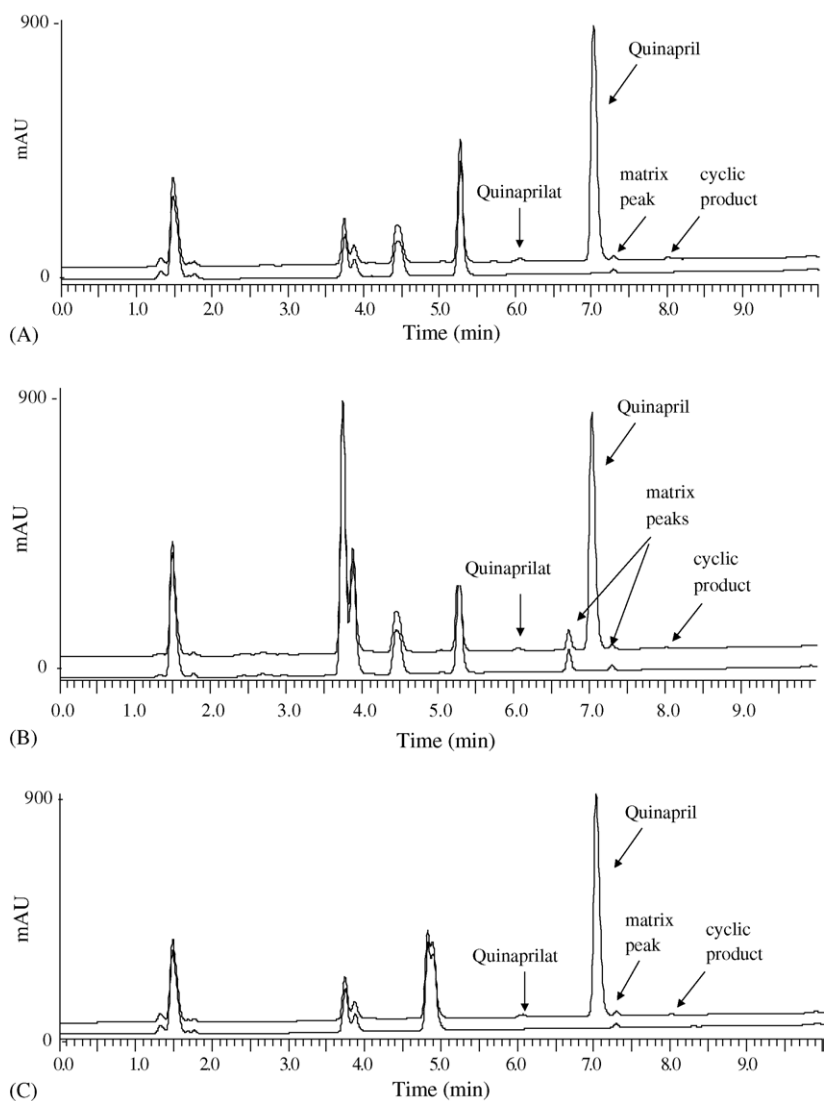 900
Quinapril
mAU
matrix
peak
cyclic
product
Quinaprilat
0
0.0 1.0 2.0 3.0 4.0 5.0 6.0 7.0 8.0 9.0
Time (min)
(A)
900
Quinapril
matrix
peaks
mAU
Quinaprilat
cyclic
product
0
0.0 1.0 2.0 3.0 4.0 5.0 6.0 7.0 8.0 9.0
Time (min)
(B)
900
Quinapril
mAU
matrix
peak
cyclic
product
Quinaprilat
0
0.0 1.0 2.0 3.0 4.0 5.0 6.0 7.0 8.0 9.0
Time (min)
(C)